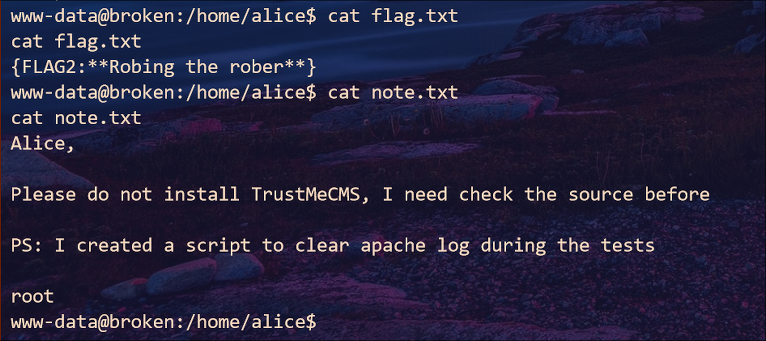 www-data@broken:/home/alice$ cat flag.txt
cat flag.txt
{FLAG2:**Robing the rober**}
www-data@broken:/home/alice$ cat note.txt
cat note.txt
Alice,
Please do not install TrustMeCMS, I need check the source before
PS: I created a script to clear apache log during the tests
root
www-data@broken:/home/alice$